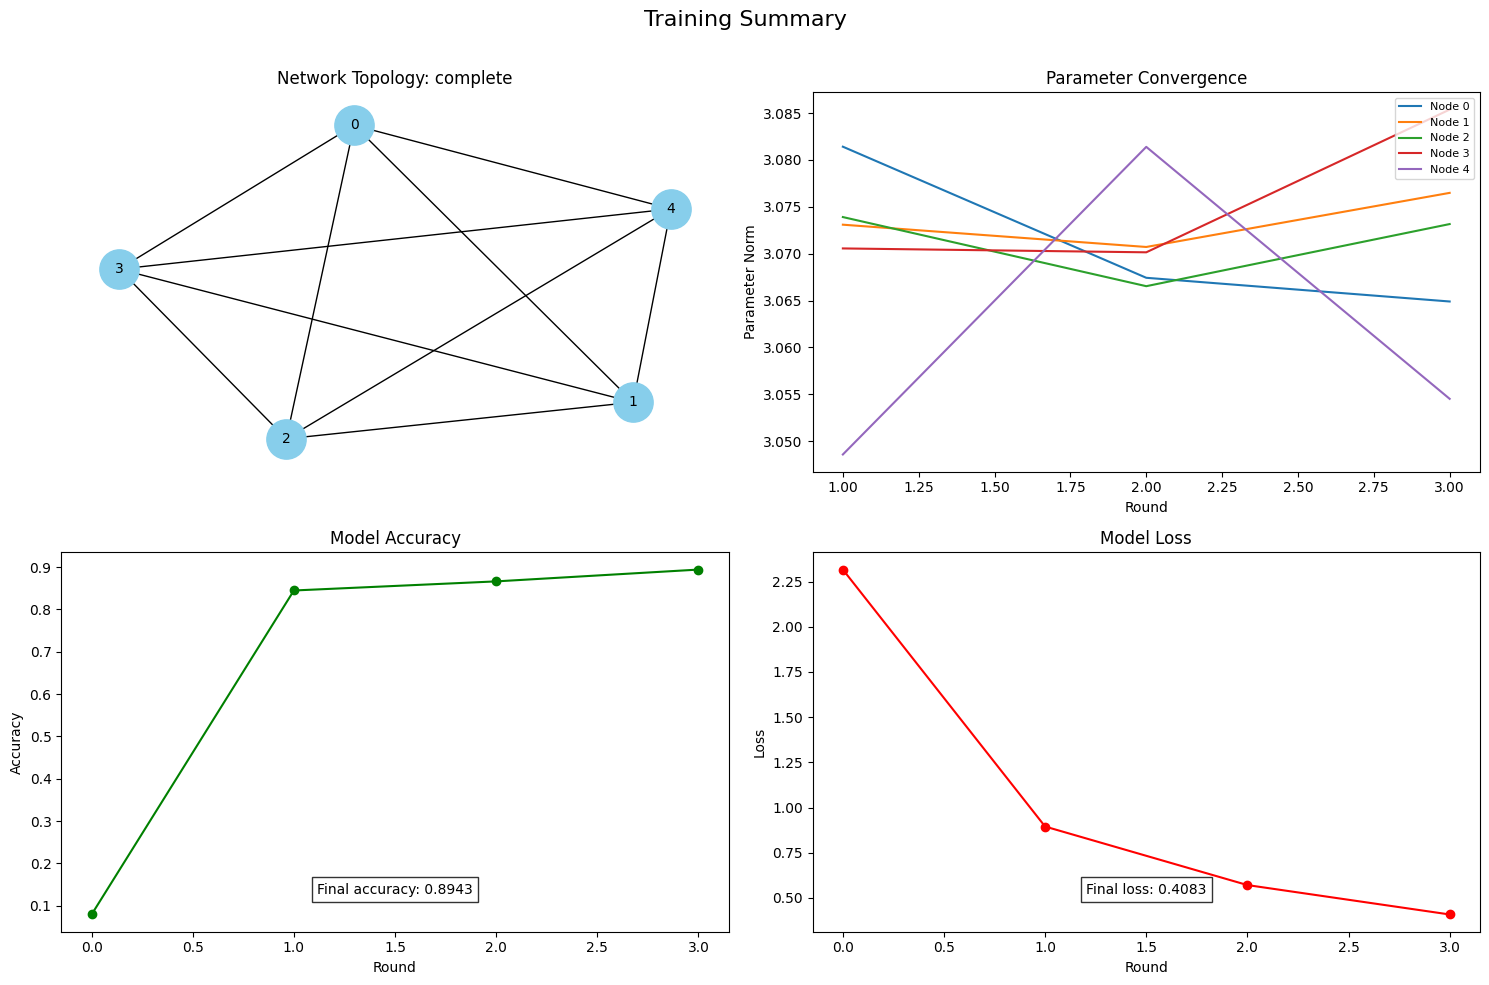 Training Summary
Network Topology: complete
0
4
3
1
2
Parameter Convergence
Parameter Norm
3.085
3.080
3.075
3.070
3.065
3.060
3.055
3.050
Node 0
Node 1
Node 2
Node 3
Node 4
1.00 1.25 1.50 1.75 2.00 2.25 2.50 2.75 3.00
Round
Model Accuracy
Accuracy
0.9
0.8
0.7
0.6
0.5
0.4
0.3
0.2
0.1
Final accuracy: 0.8943
0.0 0.5 1.0 1.5 2.0 2.5 3.0
Round
Model Loss
Loss
2.25
2.00
1.75
1.50
1.25
1.00
0.75
0.50
Final loss: 0.4083
0.0 0.5 1.0 1.5 2.0 2.5 3.0
Round